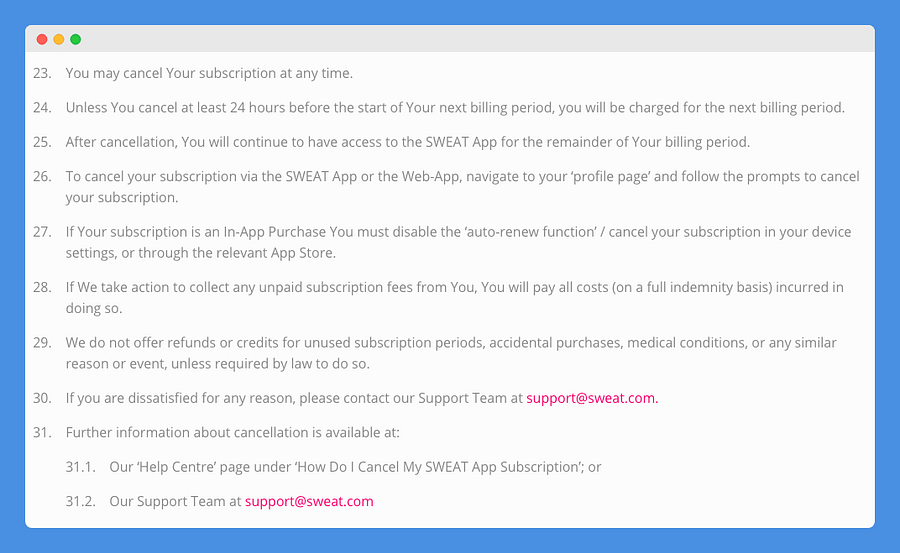 23. You may cancel Your subscription at any time.
24. Unless You cancel at least 24 hours before the start of Your next billing period, you will be charged for the next billing period.
25. After cancellation, You will continue to have access to the SWEAT App for the remainder of Your billing period.
26. To cancel your subscription via the SWEAT App or the Web-App, navigate to your ‘profile page’ and follow the prompts to cancel
your subscription.
27. If Your subscription is an In-App Purchase You must disable the ‘auto-renew function’ / cancel your subscription in your device
settings, or through the relevant App Store.
28. If We take action to collect any unpaid subscription fees from You, You will pay all costs (on a full indemnity basis) incurred in
doing so.
29. We do not offer refunds or credits for unused subscription periods, accidental purchases, medical conditions, or any similar
reason or event, unless required by law to do so.
30. If you are dissatisfied for any reason, please contact our Support Team at support@sweat.com.
31. Further information about cancellation is available at:
31.1. Our ‘Help Centre’ page under ‘How Do I Cancel My SWEAT App Subscription’; or
31.2. Our Support Team at support@sweat.com